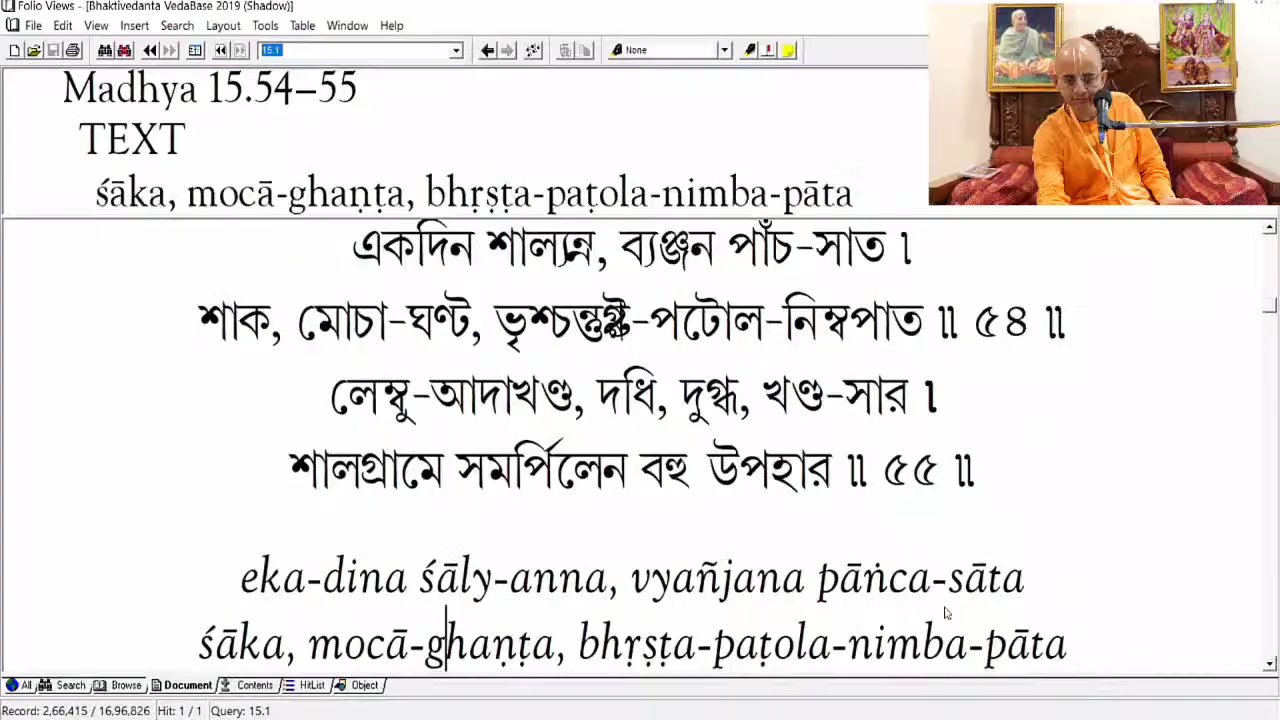 Folio Views - [Bhaktivedanta VedaBase 2019 (Shadow)]
File Edit View Insert Search Layout Tools Table Window Help
15.1
None
Madhya 15.54–55
TEXT
śāka, mocā-ghaṇṭa, bhṛṣṭa-paṭola-nimba-pāta
একদিন শাল্যন্ন, ব্যঞ্জন পাঁচ-সাত ৷
শাক, মোচা-ঘণ্ট, -পটোল-নিম্বপাত ৷৷ ৫৪ ৷৷
লেম্বু-আদাখণ্ড, দধি, দুগ্ধ, খণ্ড-সার ৷
শালগ্রামে সমর্পিলেন বহু উপহার ৷৷ ৫৫ ৷৷
eka-dina śāly-anna, vyañjana pāṅca-sāta
śāka, mocā-ghaṇṭa, bhṛṣṭa-paṭola-nimba-pāta
All Search Browse Document Contents HitList Object
Record: 2,66,415 / 16,96,826 Hit: 1 / 1 Query: 15.1